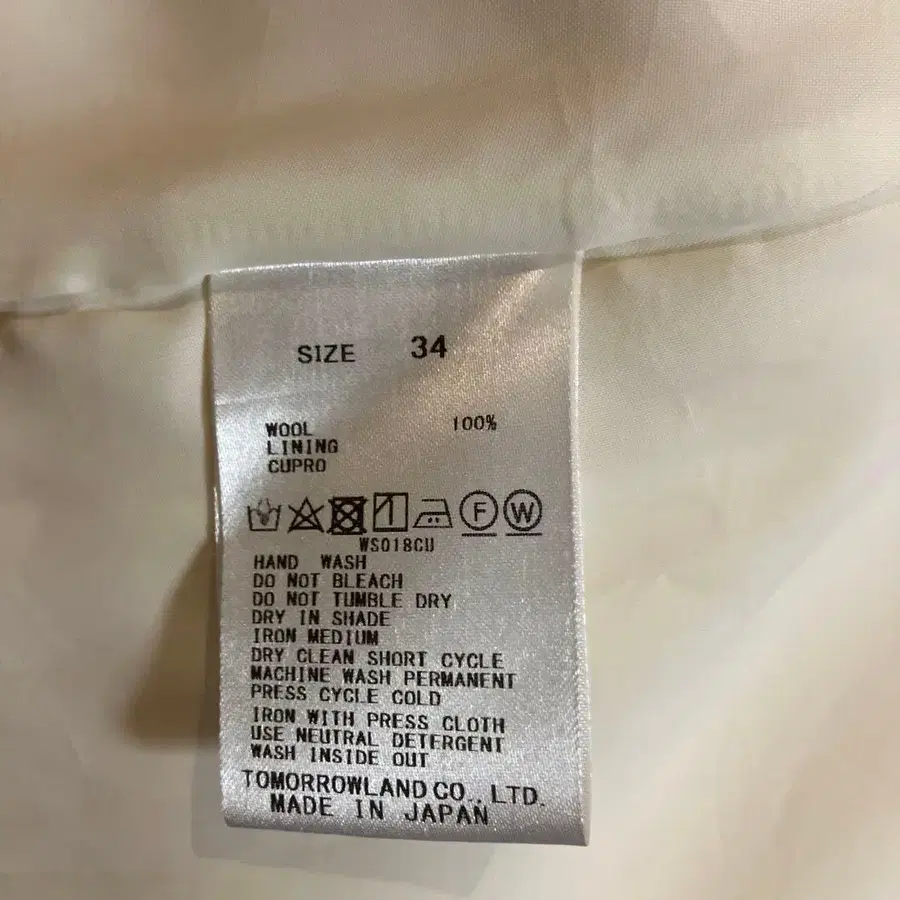 SIZE 34
WOOL 100%
LINING
CUPRO
F W
WS018CU
HAND WASH
DO NOT BLEACH
DO NOT TUMBLE DRY
DRY IN SHADE
IRON MEDIUM
DRY CLEAN SHORT CYCLE
MACHINE WASH PERMANENT
PRESS CYCLE COLD
IRON WITH PRESS CLOTH
USE NEUTRAL DETERGENT
WASH INSIDE OUT
TOMORROWLAND CO., LTD.
MADE IN JAPAN